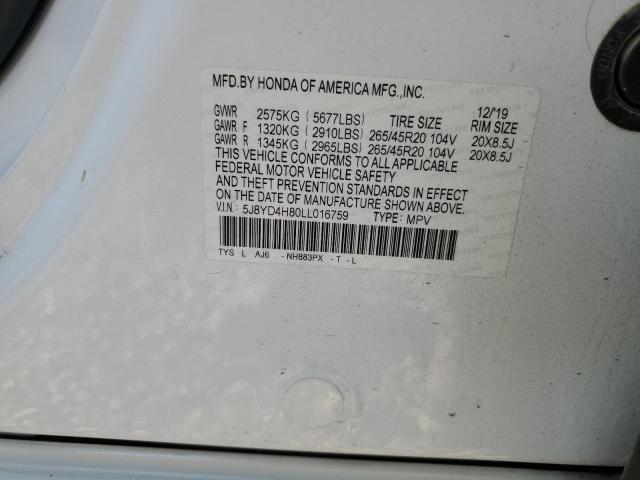 MFD.BY HONDA OF AMERICA MFG.,INC.
12/'19
GVWR 2575KG (5677LBS) TIRE SIZE RIM SIZE
GAWR F 1320KG (2910LBS) 265/45R20 104V 20X8.5J
GAWR R 1345KG (2965LBS) 265/45R20 104V 20X8.5J
THIS VEHICLE CONFORMS TO ALL APPLICABLE
FEDERAL MOTOR VEHICLE SAFETY
AND THEFT PREVENTION STANDARDS IN EFFECT
ON THE DATE OF MANUFACTURE SHOWN ABOVE.
V.I.N.: 5J8YD4H80LL016759 TYPE: MPV
TYS L AJ6 -NH883PX -T -L